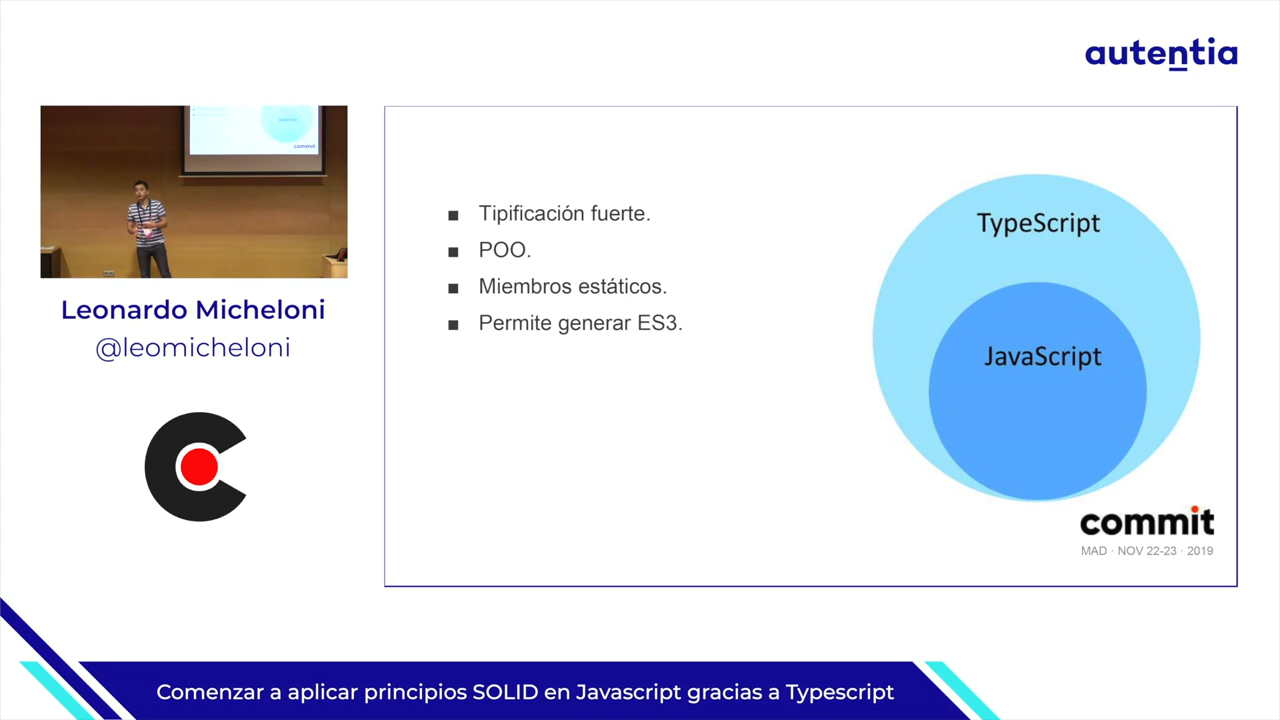 autentia
Leonardo Micheloni
@leomicheloni
Tipificación fuerte.
POO.
Miembros estáticos.
Permite generar ES3.
TypeScript
JavaScript
commit
MAD · NOV 22-23 · 2019
Comenzar a aplicar principios SOLID en Javascript gracias a Typescript